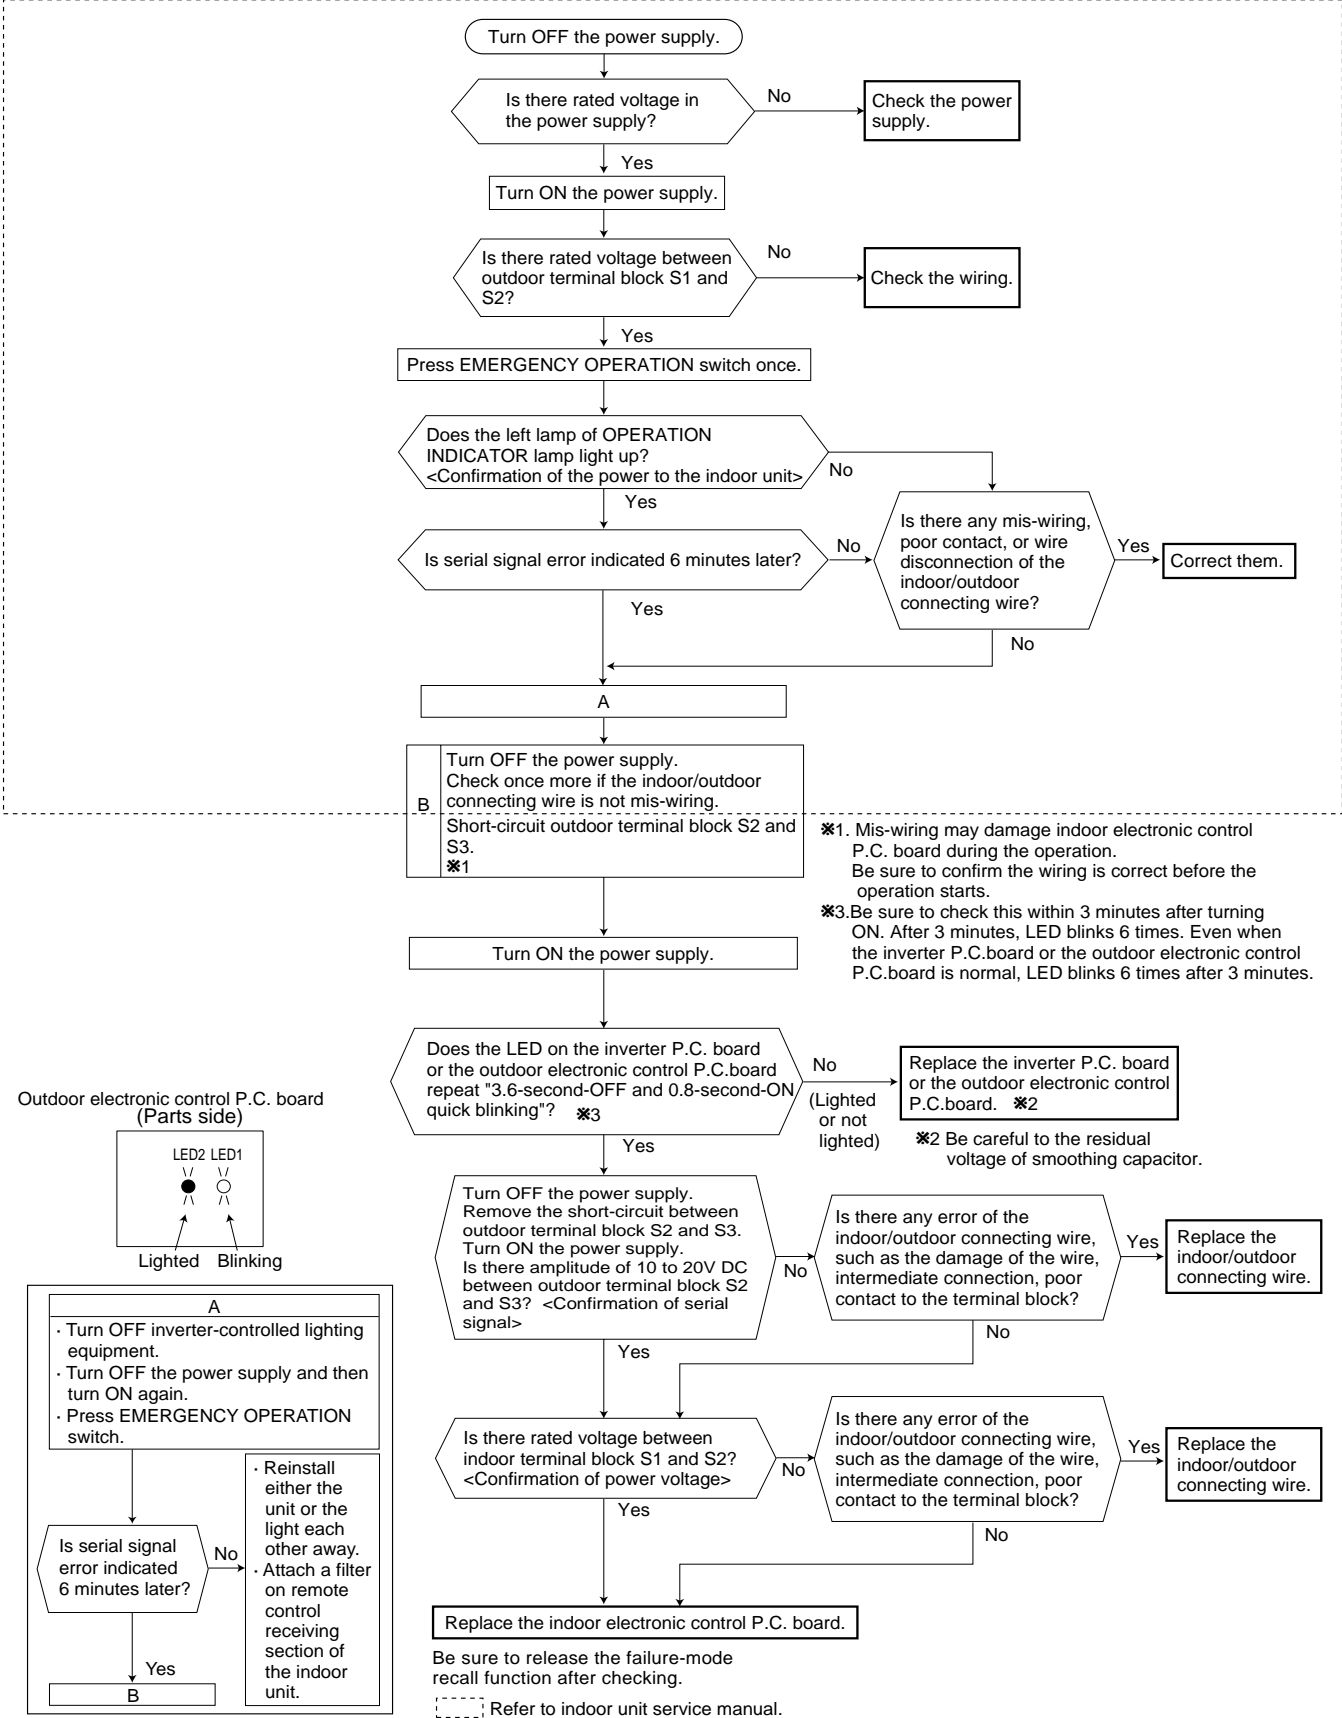 Turn OFF the power supply.
Is there rated voltage in
the power supply?
No
Check the power
supply.
Yes
Turn ON the power supply.
Is there rated voltage between
outdoor terminal block S1 and
S2?
No
Check the wiring.
Yes
Press EMERGENCY OPERATION switch once.
Does the left lamp of OPERATION
INDICATOR lamp light up?
<Confirmation of the power to the indoor unit>
No
Yes
Is serial signal error indicated 6 minutes later?
No
Is there any mis-wiring,
poor contact, or wire
disconnection of the
indoor/outdoor
connecting wire?
Yes
Correct them.
Yes
No
A
B
Turn OFF the power supply.
Check once more if the indoor/outdoor
connecting wire is not mis-wiring.
Short-circuit outdoor terminal block S2 and
S3.
※1
※1. Mis-wiring may damage indoor electronic control
P.C. board during the operation.
Be sure to confirm the wiring is correct before the
operation starts.
※3.Be sure to check this within 3 minutes after turning
ON. After 3 minutes, LED blinks 6 times. Even when
the inverter P.C.board or the outdoor electronic control
P.C.board is normal, LED blinks 6 times after 3 minutes.
Turn ON the power supply.
Does the LED on the inverter P.C. board
or the outdoor electronic control P.C.board
repeat "3.6-second-OFF and 0.8-second-ON
quick blinking"? ※3
No
(Lighted
or not
lighted)
Replace the inverter P.C. board
or the outdoor electronic control
P.C.board. ※2
※2 Be careful to the residual
voltage of smoothing capacitor.
Yes
Turn OFF the power supply.
Remove the short-circuit between
outdoor terminal block S2 and S3.
Turn ON the power supply.
Is there amplitude of 10 to 20V DC
between outdoor terminal block S2
and S3? <Confirmation of serial
signal>
No
Is there any error of the
indoor/outdoor connecting wire,
such as the damage of the wire,
intermediate connection, poor
contact to the terminal block?
Yes
Replace the
indoor/outdoor
connecting wire.
No
Yes
Is there rated voltage between
indoor terminal block S1 and S2?
<Confirmation of power voltage>
No
Is there any error of the
indoor/outdoor connecting wire,
such as the damage of the wire,
intermediate connection, poor
contact to the terminal block?
Yes
Replace the
indoor/outdoor
connecting wire.
No
Yes
Replace the indoor electronic control P.C. board.
Be sure to release the failure-mode
recall function after checking.
Refer to indoor unit service manual.
Outdoor electronic control P.C. board
(Parts side)
LED2 LED1
Lighted Blinking
A
· Turn OFF inverter-controlled lighting
equipment.
· Turn OFF the power supply and then
turn ON again.
· Press EMERGENCY OPERATION
switch.
Is serial signal
error indicated
6 minutes later?
No
· Reinstall
either the
unit or the
light each
other away.
· Attach a filter
on remote
control
receiving
section of
the indoor
unit.
Yes
B